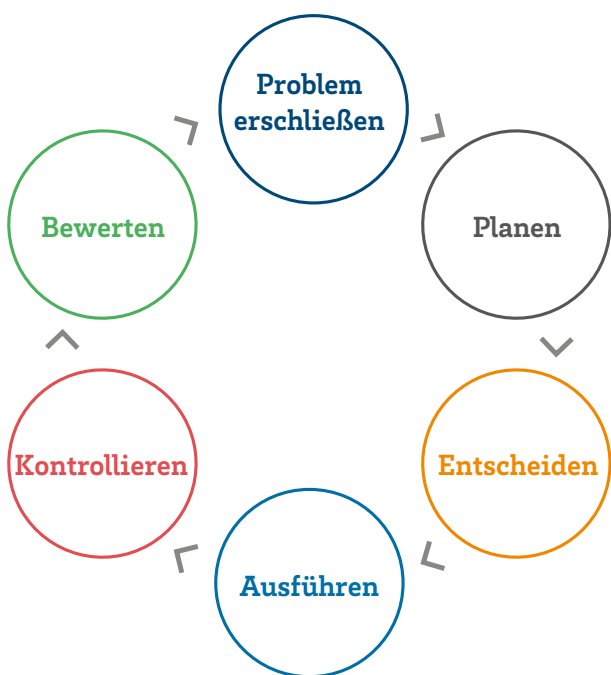 Problem
erschließen
Planen
Entscheiden
Ausführen
Kontrollieren
Bewerten